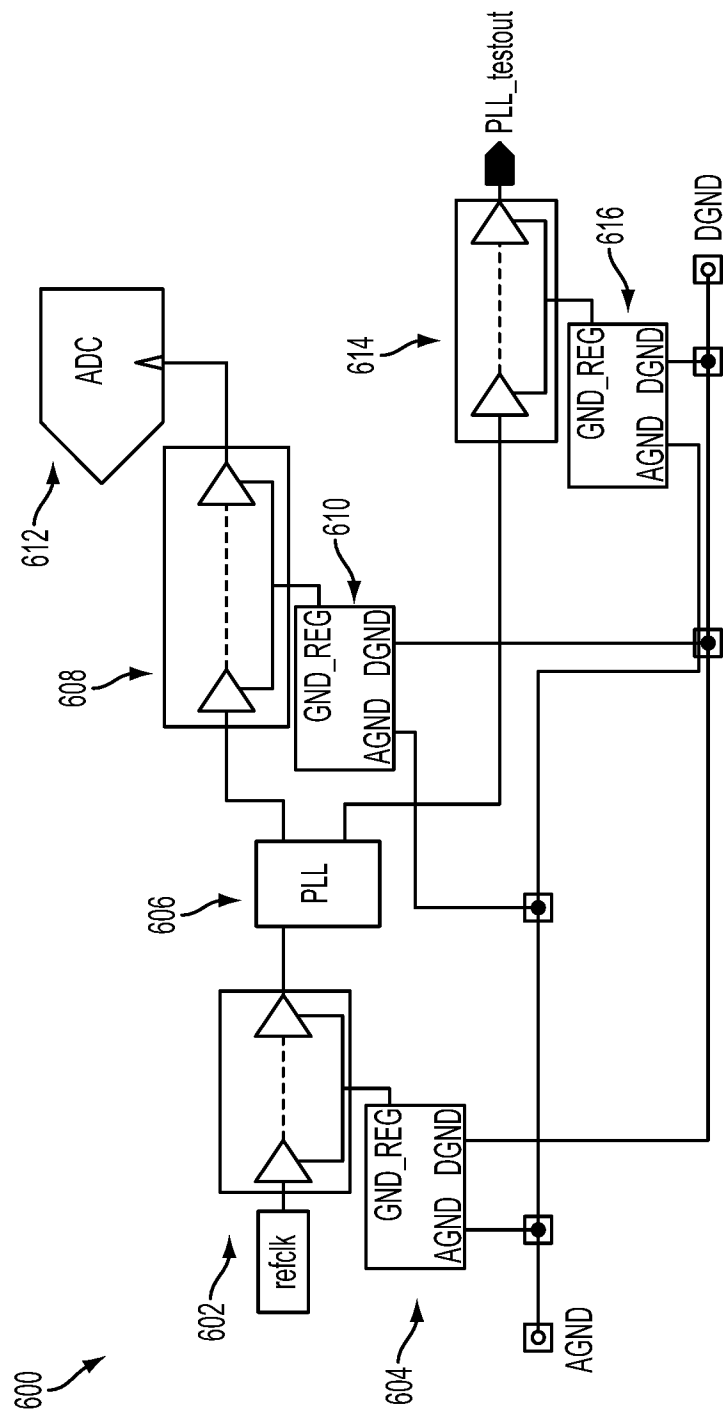 600
602
refclk
604
GND_REG
AGND DGND
606
PLL
608
610
GND_REG
AGND DGND
612
ADC
614
PLL_testout
616
GND_REG
AGND DGND
AGND
DGND